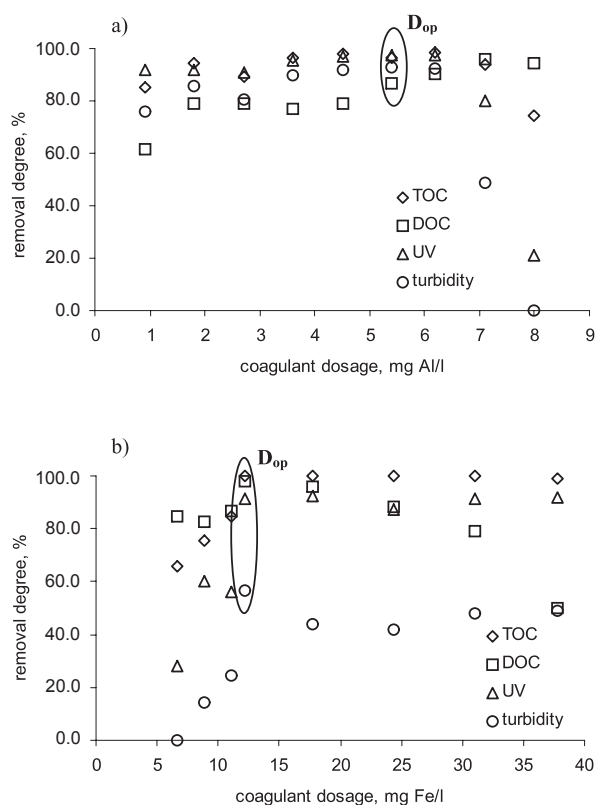 a)
Dop
100.0
80.0
60.0
40.0
20.0
0.0
removal degree, %
TOC
DOC
UV
turbidity
0 1 2 3 4 5 6 7 8 9
coagulant dosage, mg Al/l
b)
Dop
100.0
80.0
60.0
40.0
20.0
0.0
removal degree, %
TOC
DOC
UV
turbidity
0 5 10 15 20 25 30 35 40
coagulant dosage, mg Fe/l